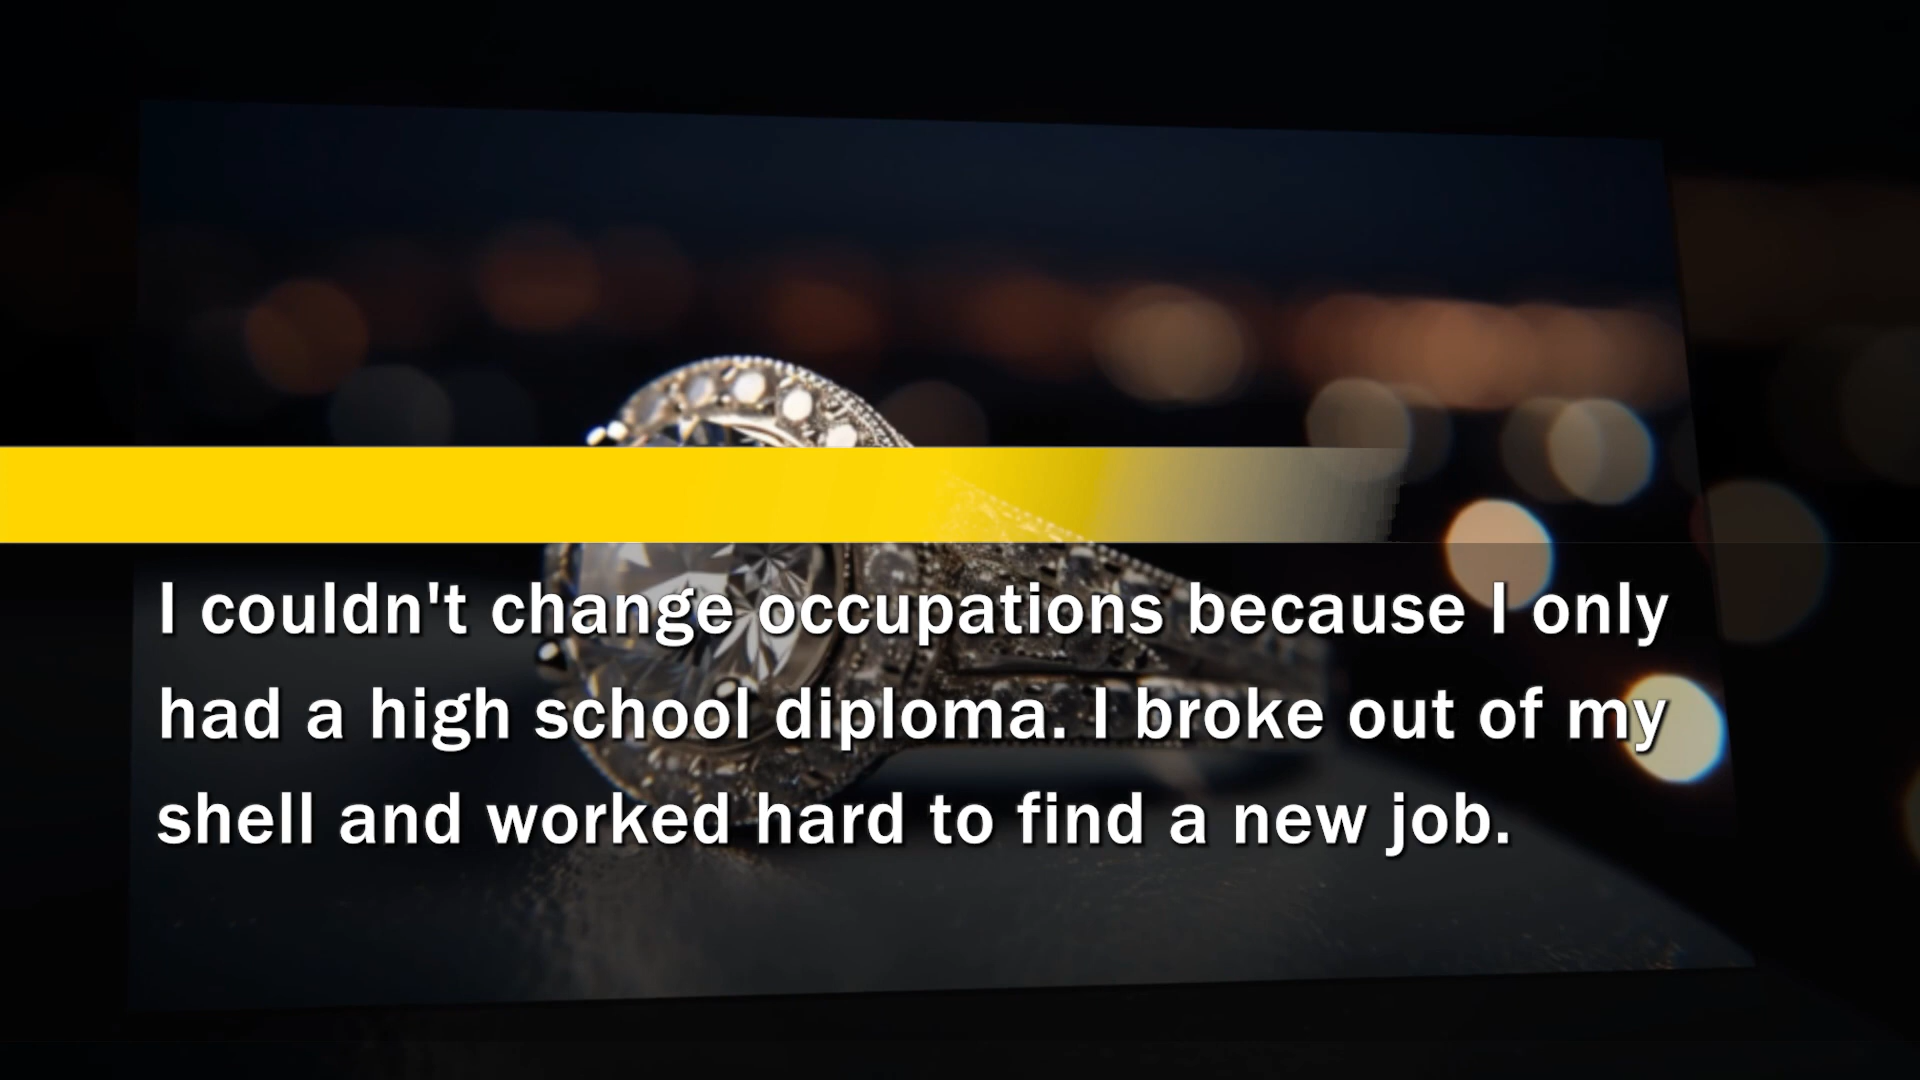 I couldn't change occupations because I only
had a high school diploma. I broke out of my
shell and worked hard to find a new job.